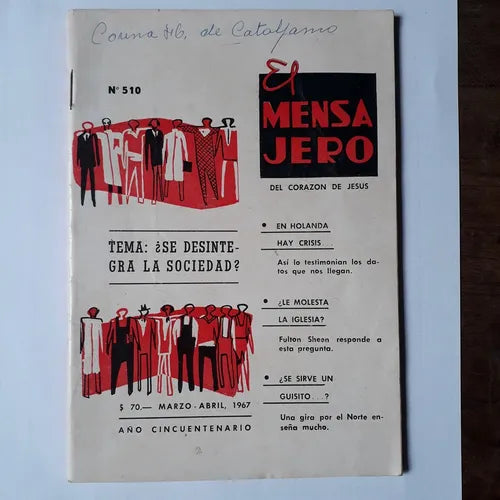 de Catalfamo
Nº 510
El
MENSA
JERO
DEL CORAZON DE JESUS
TEMA: ¿SE DESINTE-
GRA LA SOCIEDAD?
• EN HOLANDA
HAY CRISIS...
Así lo testimonian los da-
tos que nos llegan.
• ¿LE MOLESTA
LA IGLESIA?
Fulton Sheen responde a
esta pregunta.
• ¿SE SIRVE UN
GUISITO...?
Una gira por el Norte en-
seña mucho.
$ 70.— MARZO - ABRIL, 1967
AÑO CINCUENTENARIO
2